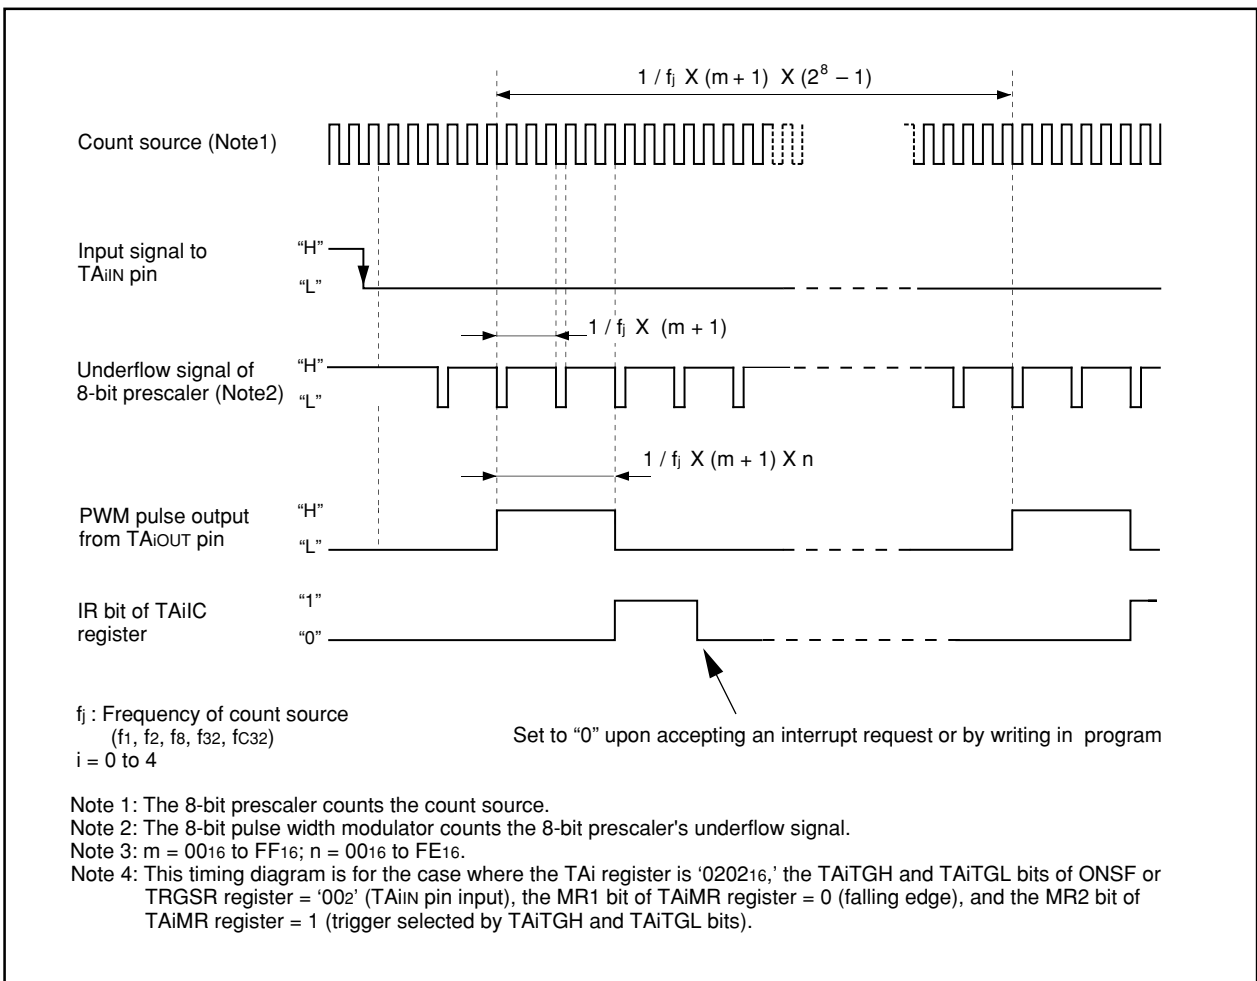 1 / fj X (m + 1) X (2⁸ – 1)
Count source (Note1)
Input signal to
TAiIN pin
“H”
“L”
1 / fj X (m + 1)
Underflow signal of
8-bit prescaler (Note2)
“H”
“L”
1 / fj X (m + 1) X n
PWM pulse output
from TAiOUT pin
“H”
“L”
IR bit of TAiIC
register
“1”
“0”
fj : Frequency of count source
(f1, f2, f8, f32, fC32)
i = 0 to 4
Set to “0” upon accepting an interrupt request or by writing in program
Note 1: The 8-bit prescaler counts the count source.
Note 2: The 8-bit pulse width modulator counts the 8-bit prescaler's underflow signal.
Note 3: m = 0016 to FF16; n = 0016 to FE16.
Note 4: This timing diagram is for the case where the TAi register is ‘020216,’ the TAiTGH and TAiTGL bits of ONSF or
TRGSR register = ‘002’ (TAiIN pin input), the MR1 bit of TAiMR register = 0 (falling edge), and the MR2 bit of
TAiMR register = 1 (trigger selected by TAiTGH and TAiTGL bits).